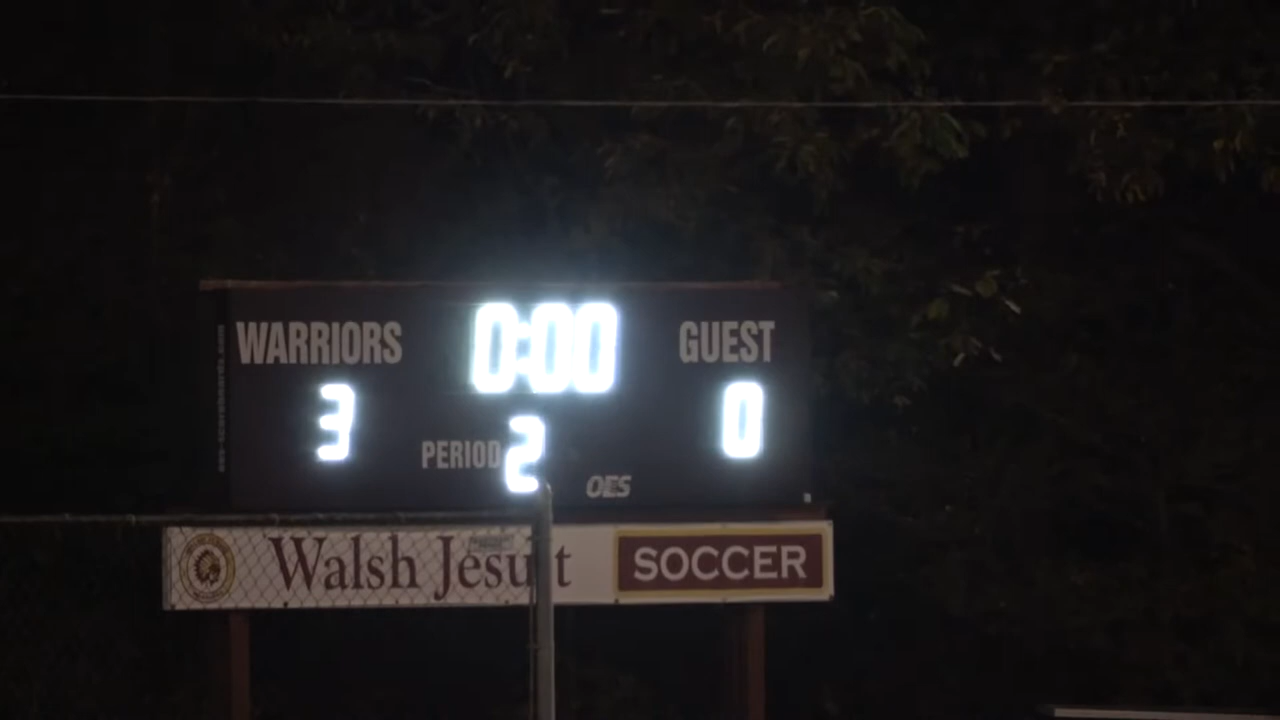 WARRIORS 0:00 GUEST
3 0
PERIOD 2
OES
Walsh Jesuit SOCCER